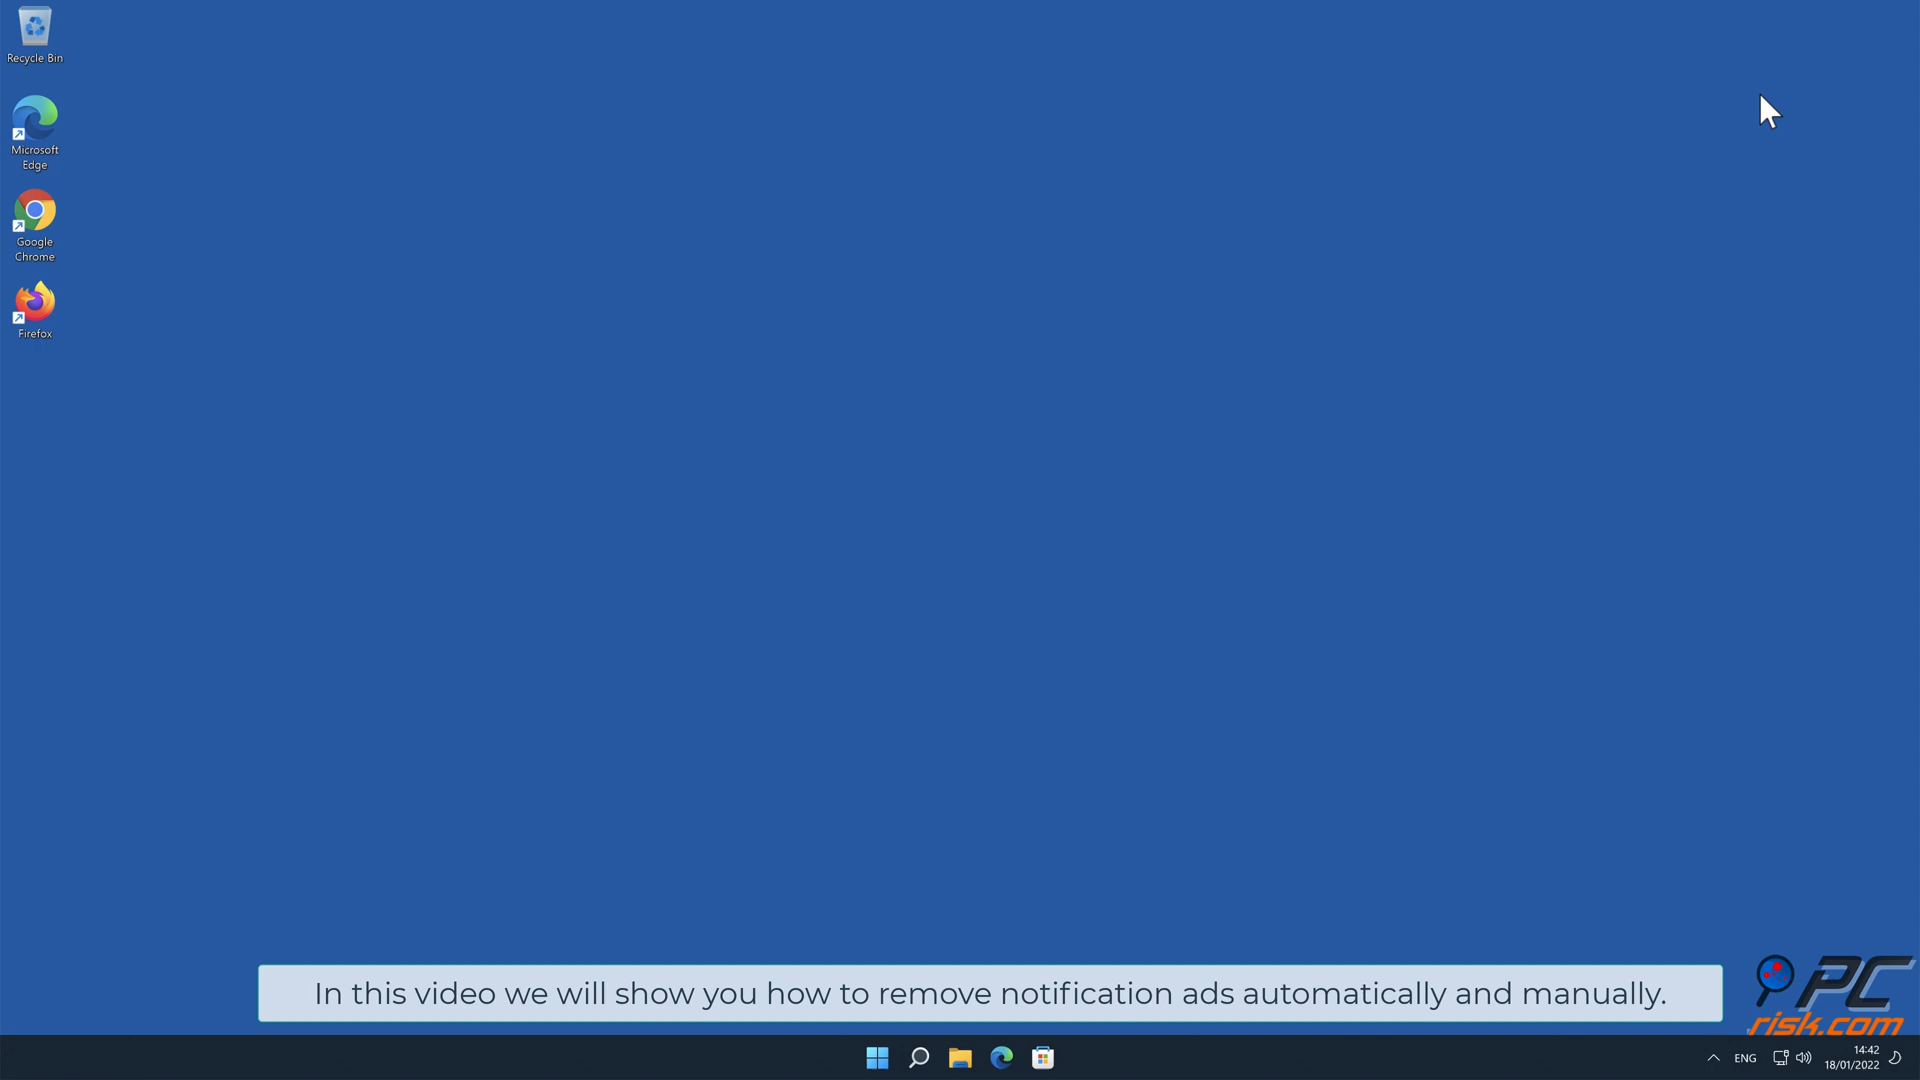 Recycle Bin
Microsoft
Edge
Google
Chrome
Firefox
In this video we will show you how to remove notification ads automatically and manually.
PC
risk.com
ENG
14:42
18/01/2022